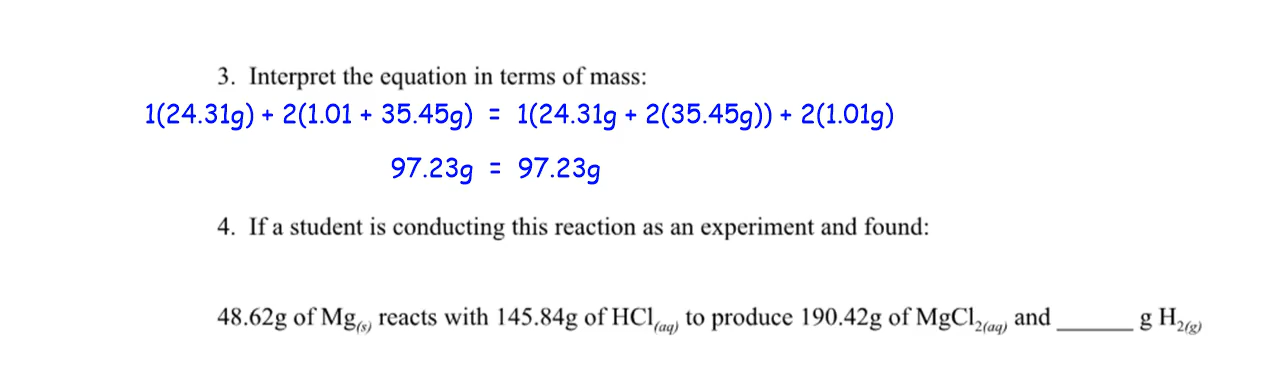 3. Interpret the equation in terms of mass:
1(24.31g) + 2(1.01 + 35.45g) = 1(24.31g + 2(35.45g)) + 2(1.01g)
97.23g = 97.23g
4. If a student is conducting this reaction as an experiment and found:
48.62g of Mg(s) reacts with 145.84g of HCl(aq) to produce 190.42g of MgCl2(aq) and ______ g H2(g)